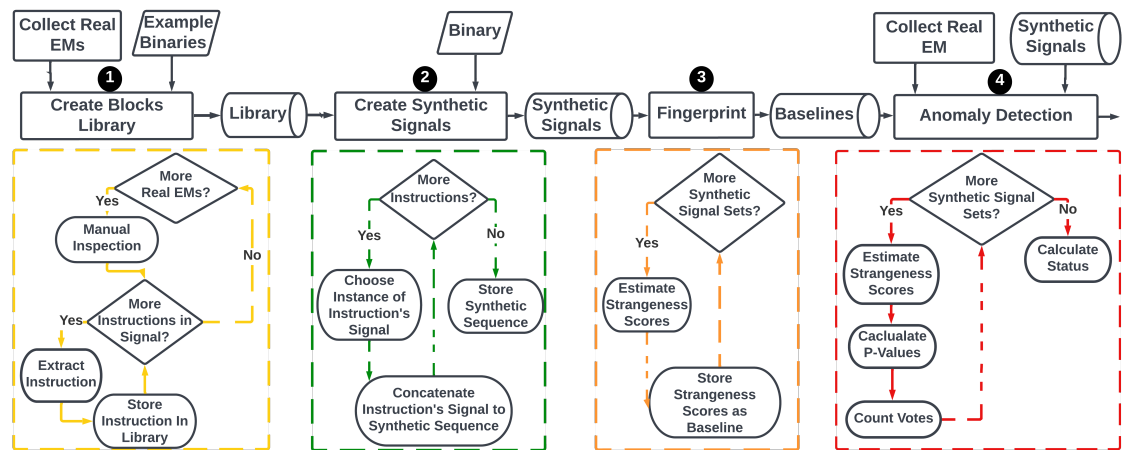 Collect Real
EMs
Example
Binaries
Binary
Collect Real
EM
Synthetic
Signals
1
2
3
4
Create Blocks
Library
Library
Create Synthetic
Signals
Synthetic
Signals
Fingerprint
Baselines
Anomaly Detection
More
Real EMs?
Yes
Manual
Inspection
No
More
Instructions in
Signal?
Yes
Extract
Instruction
Store
Instruction In
Library
More
Instructions?
Yes
No
Choose
Instance of
Instruction's
Signal
Store
Synthetic
Sequence
Concatenate
Instruction's Signal to
Synthetic Sequence
More
Synthetic
Signal Sets?
Yes
Estimate
Strangeness
Scores
Store
Strangeness
Scores as
Baseline
More
Synthetic Signal
Sets?
Yes
No
Estimate
Strangeness
Scores
Calculate
Status
Caclualate
P-Values
Count Votes